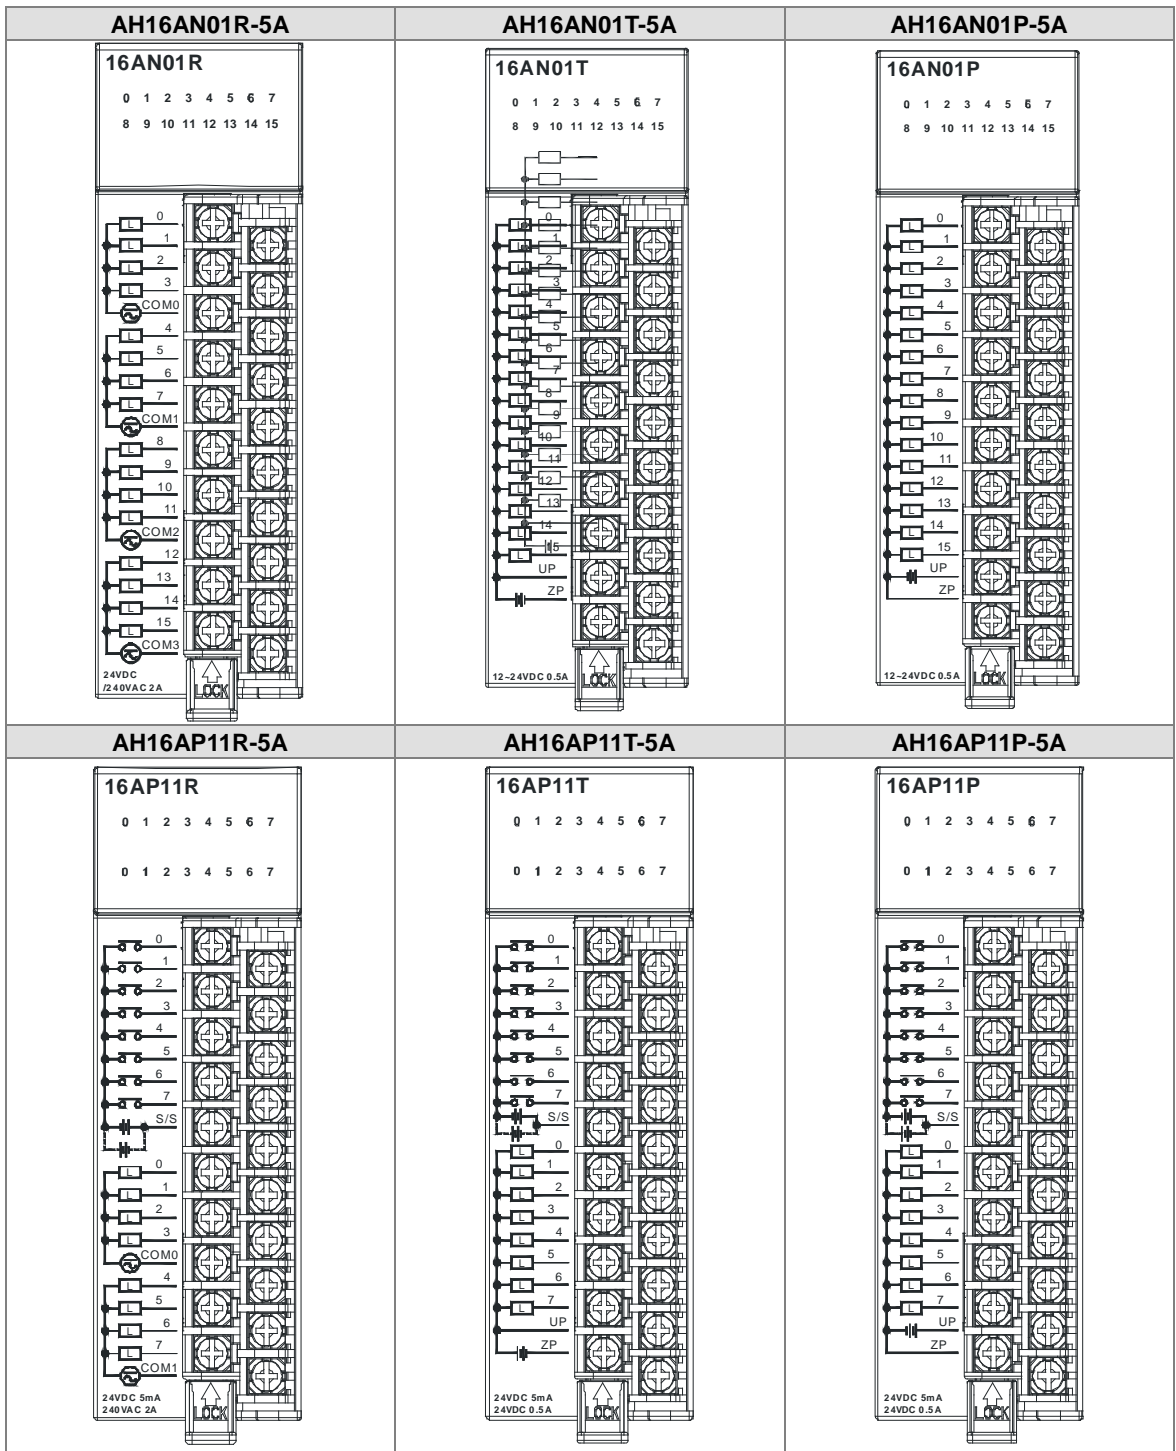 AH16AN01R-5A
16AN01R
0 1 2 3 4 5 6 7
8 9 10 11 12 13 14 15
L 0
L 1
L 2
L 3
COM0
L 4
L 5
L 6
L 7
COM1
L 8
L 9
L 10
L 11
COM2
L 12
L 13
L 14
L 15
COM3
24VDC
/240VAC 2A
LOCK
AH16AN01T-5A
16AN01T
0 1 2 3 4 5 6 7
8 9 10 11 12 13 14 15
L 0
L 1
L 2
L 3
L 4
L 5
L 6
L 7
L 8
L 9
L 10
L 11
L 12
L 13
L 14
L 15
UP
ZP
12~24VDC 0.5A
LOCK
AH16AN01P-5A
16AN01P
0 1 2 3 4 5 6 7
8 9 10 11 12 13 14 15
L 0
L 1
L 2
L 3
L 4
L 5
L 6
L 7
L 8
L 9
L 10
L 11
L 12
L 13
L 14
L 15
UP
ZP
12~24VDC 0.5A
LOCK
AH16AP11R-5A
16AP11R
0 1 2 3 4 5 6 7
0 1 2 3 4 5 6 7
0
1
2
3
4
5
6
7
S/S
L 0
L 1
L 2
L 3
COM0
L 4
L 5
L 6
L 7
COM1
24VDC 5mA
240VAC 2A
LOCK
AH16AP11T-5A
16AP11T
0 1 2 3 4 5 6 7
0 1 2 3 4 5 6 7
0
1
2
3
4
5
6
7
S/S
L 0
L 1
L 2
L 3
L 4
L 5
L 6
L 7
UP
ZP
24VDC 5mA
24VDC 0.5A
LOCK
AH16AP11P-5A
16AP11P
0 1 2 3 4 5 6 7
0 1 2 3 4 5 6 7
0
1
2
3
4
5
6
7
S/S
L 0
L 1
L 2
L 3
L 4
L 5
L 6
L 7
UP
ZP
24VDC 5mA
24VDC 0.5A
LOCK